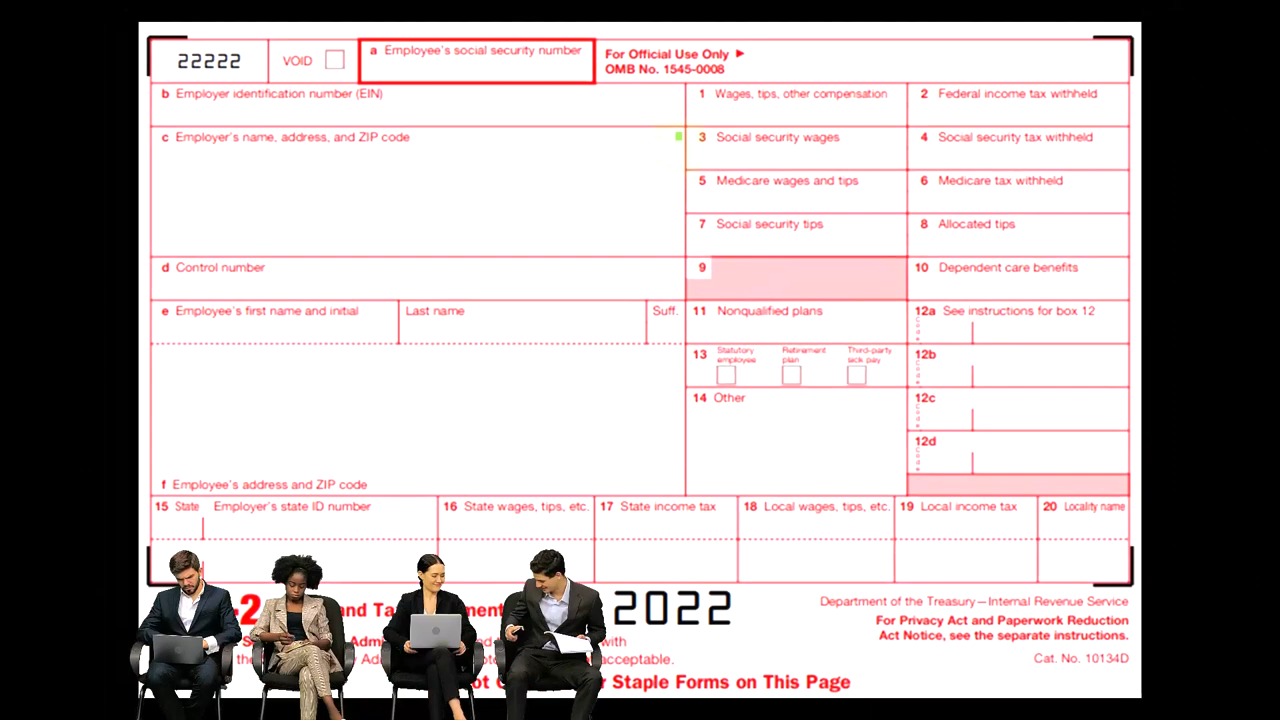 22222
VOID
a Employee's social security number
For Official Use Only ►
OMB No. 1545-0008
b Employer identification number (EIN)
1 Wages, tips, other compensation
2 Federal income tax withheld
c Employer's name, address, and ZIP code
3 Social security wages
4 Social security tax withheld
5 Medicare wages and tips
6 Medicare tax withheld
7 Social security tips
8 Allocated tips
d Control number
9
10 Dependent care benefits
e Employee's first name and initial
Last name
Suff.
11 Nonqualified plans
12a See instructions for box 12
13 Statutory employee
Retirement plan
Third-party sick pay
12b
14 Other
12c
12d
f Employee's address and ZIP code
15 State
Employer's state ID number
16 State wages, tips, etc.
17 State income tax
18 Local wages, tips, etc.
19 Local income tax
20 Locality name
-2
and
2022
Department of the Treasury—Internal Revenue Service
For Privacy Act and Paperwork Reduction
Act Notice, see the separate instructions.
with
acceptable.
Cat. No. 10134D
Staple Forms on This Page